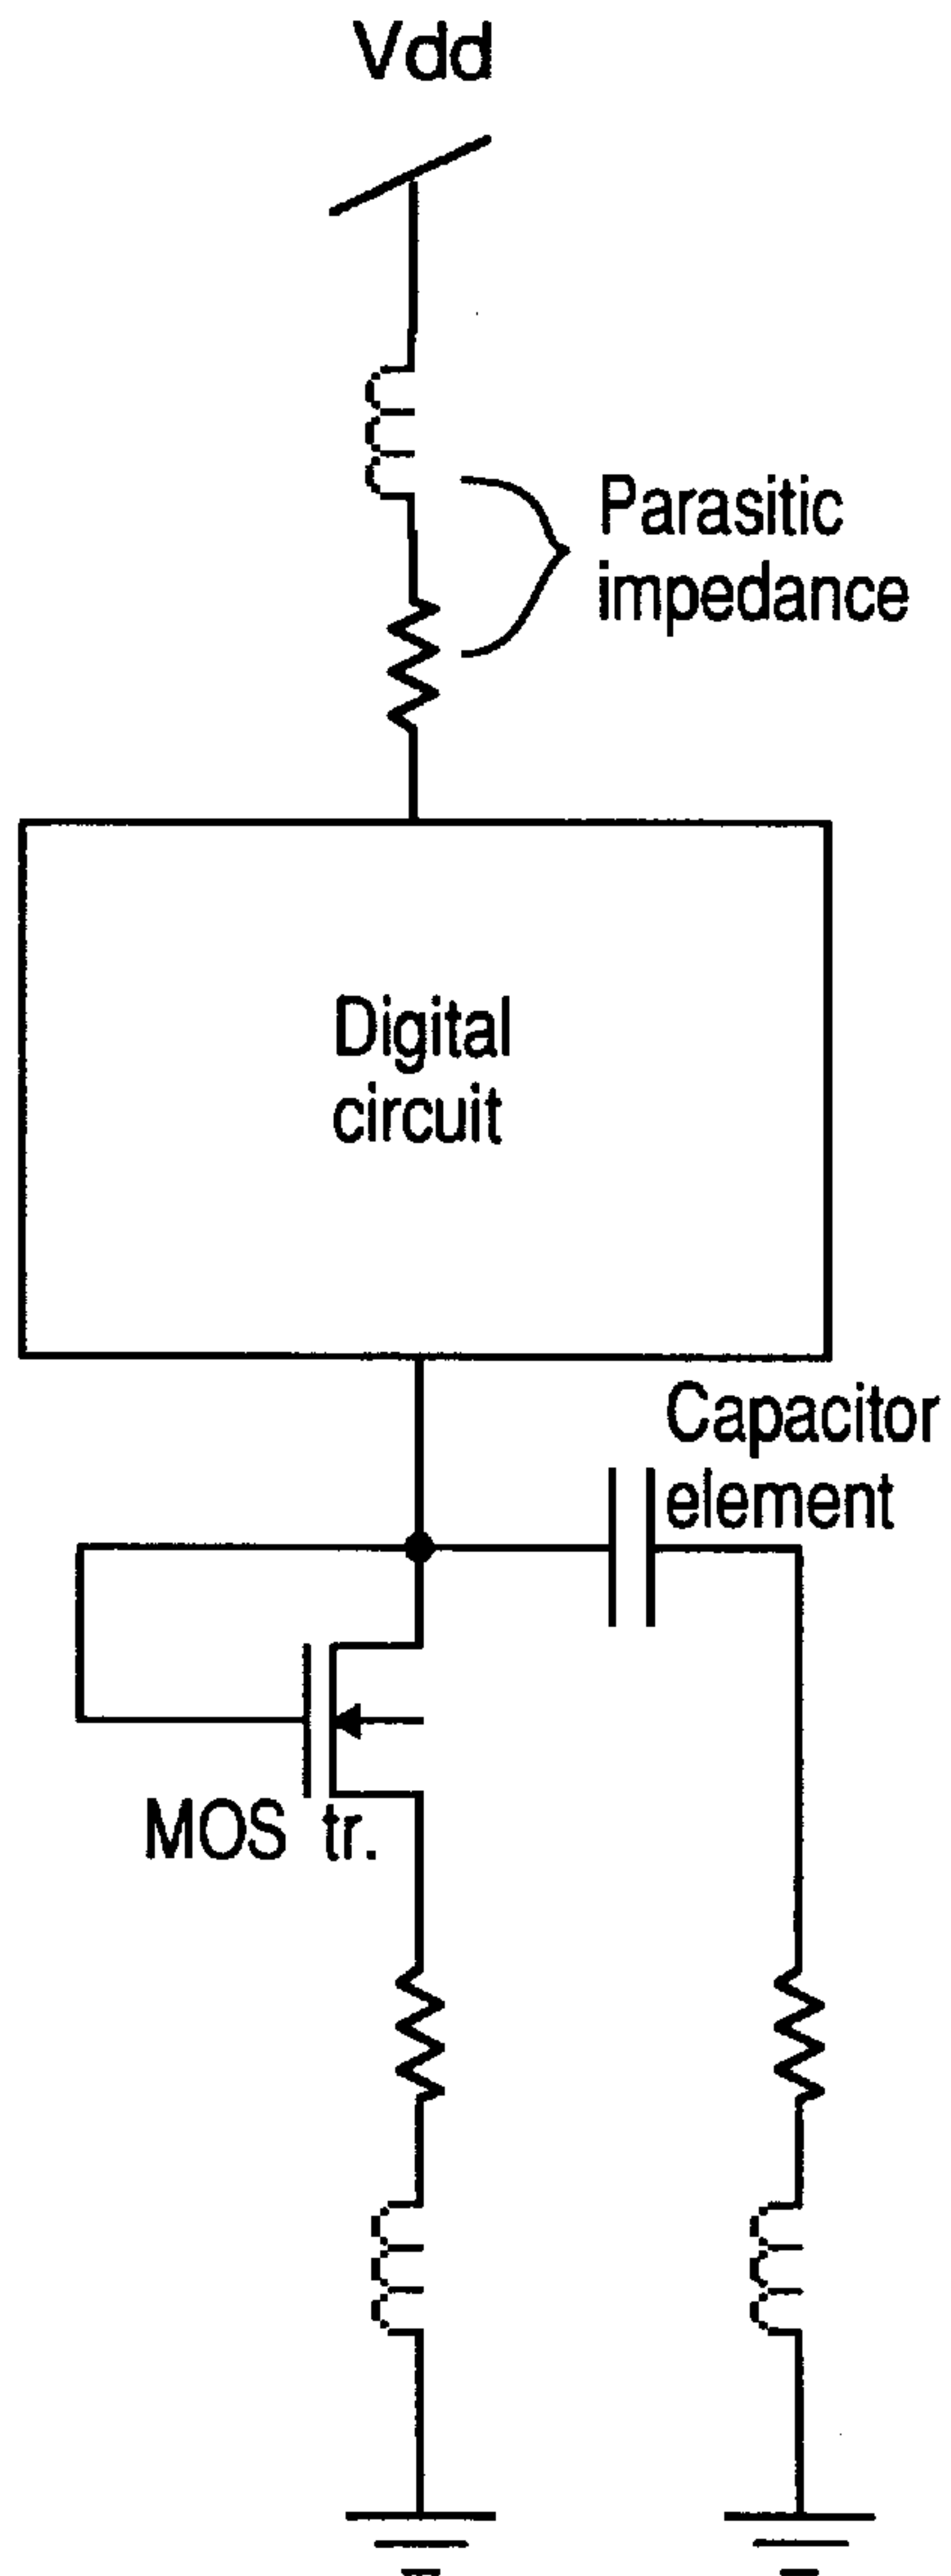 Vdd
Parasitic
impedance
Digital
circuit
Capacitor
element
MOS tr.